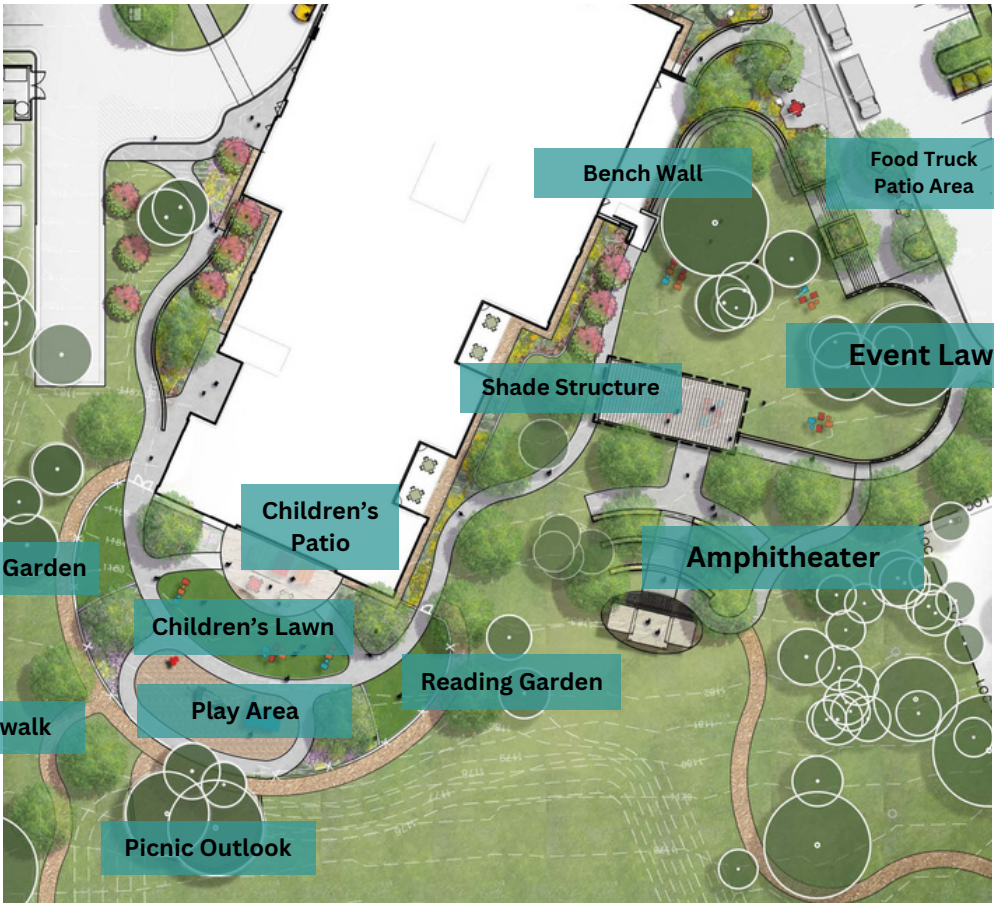 Bench Wall
Food Truck
Patio Area
Event Law
Shade Structure
Children’s
Patio
Garden
Amphitheater
Children’s Lawn
Reading Garden
Play Area
walk
Picnic Outlook